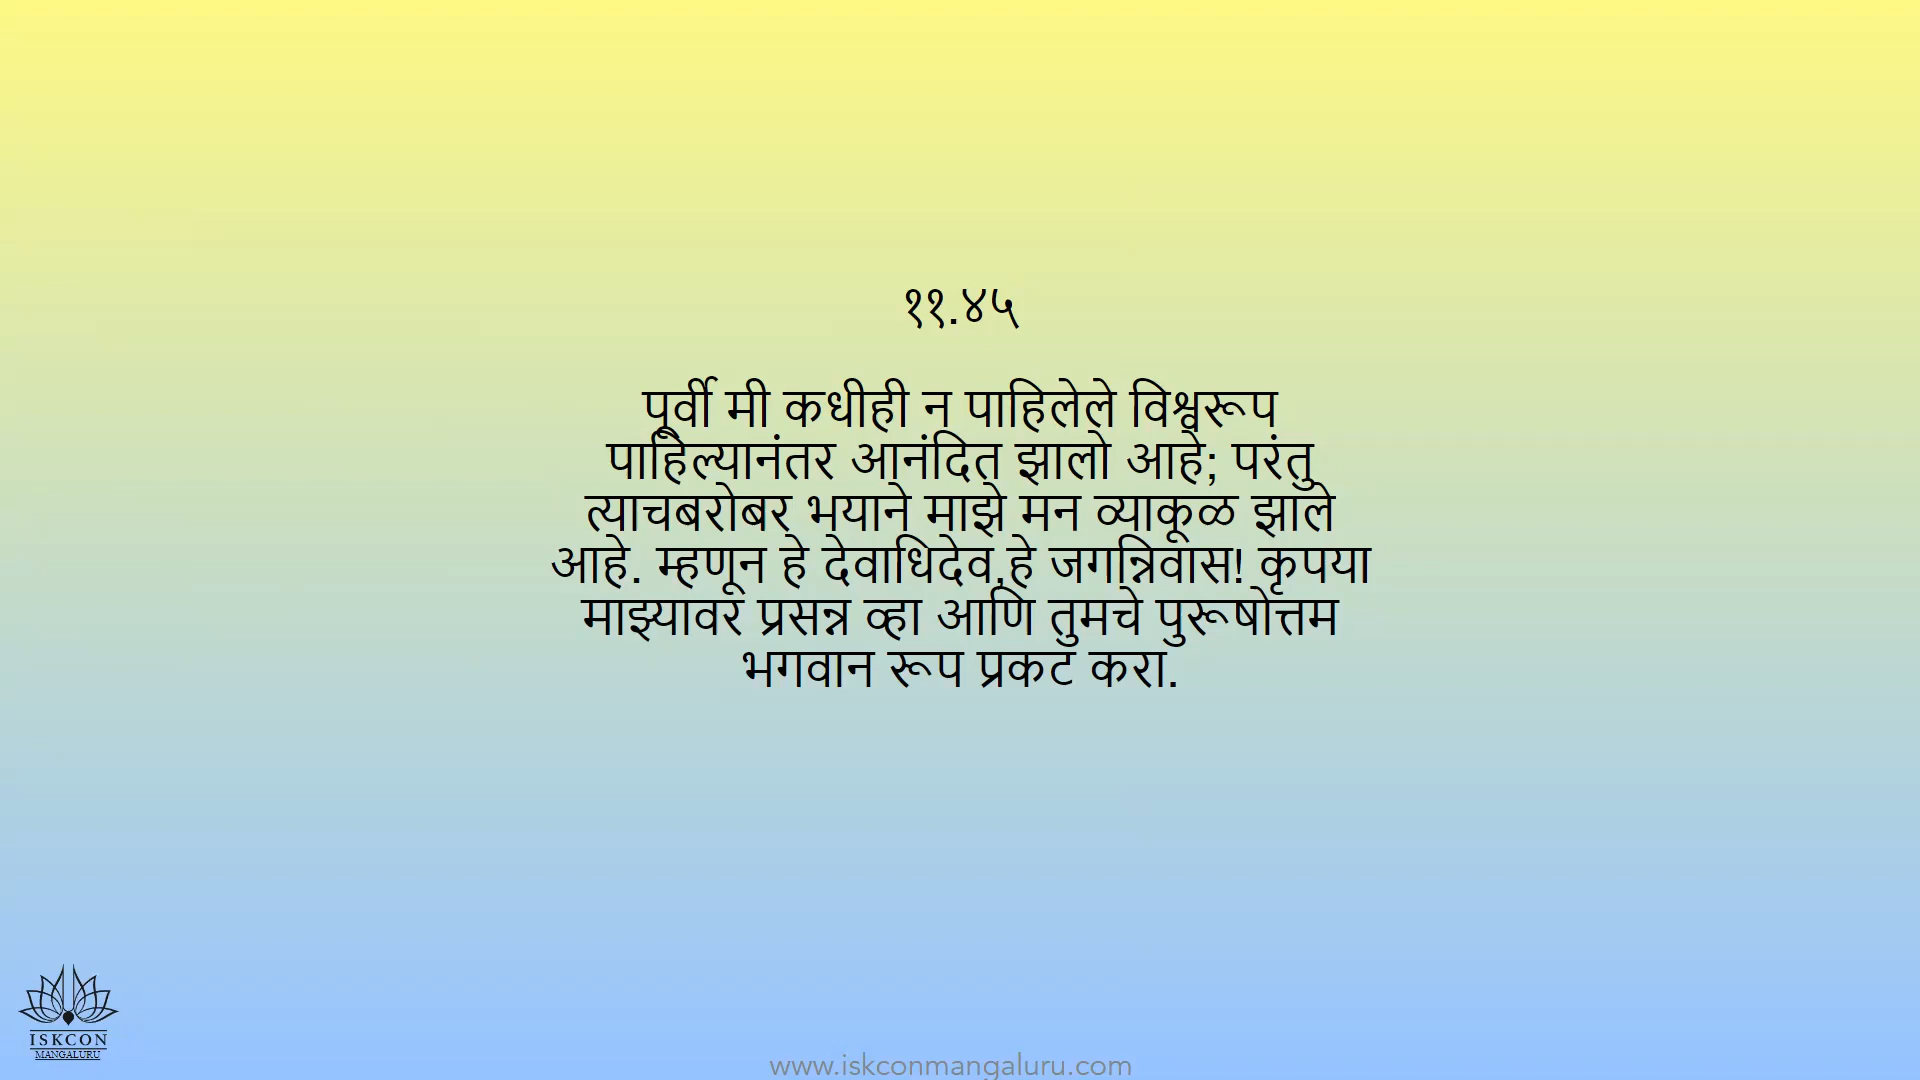 ११.४५
पूर्वी मी कधीही न पाहिलेले विश्वरूप
पाहिल्यानंतर आनंदित झालो आहे; परंतु
त्याचबरोबर भयाने माझे मन व्याकूळ झाले
आहे. म्हणून हे देवाधिदेव,हे जगन्निवास! कृपया
माझ्यावर प्रसन्न व्हा आणि तुमचे पुरूषोत्तम
भगवान रूप प्रकट करा.
ISKCON
MANGALURU
www.iskconmangaluru.com